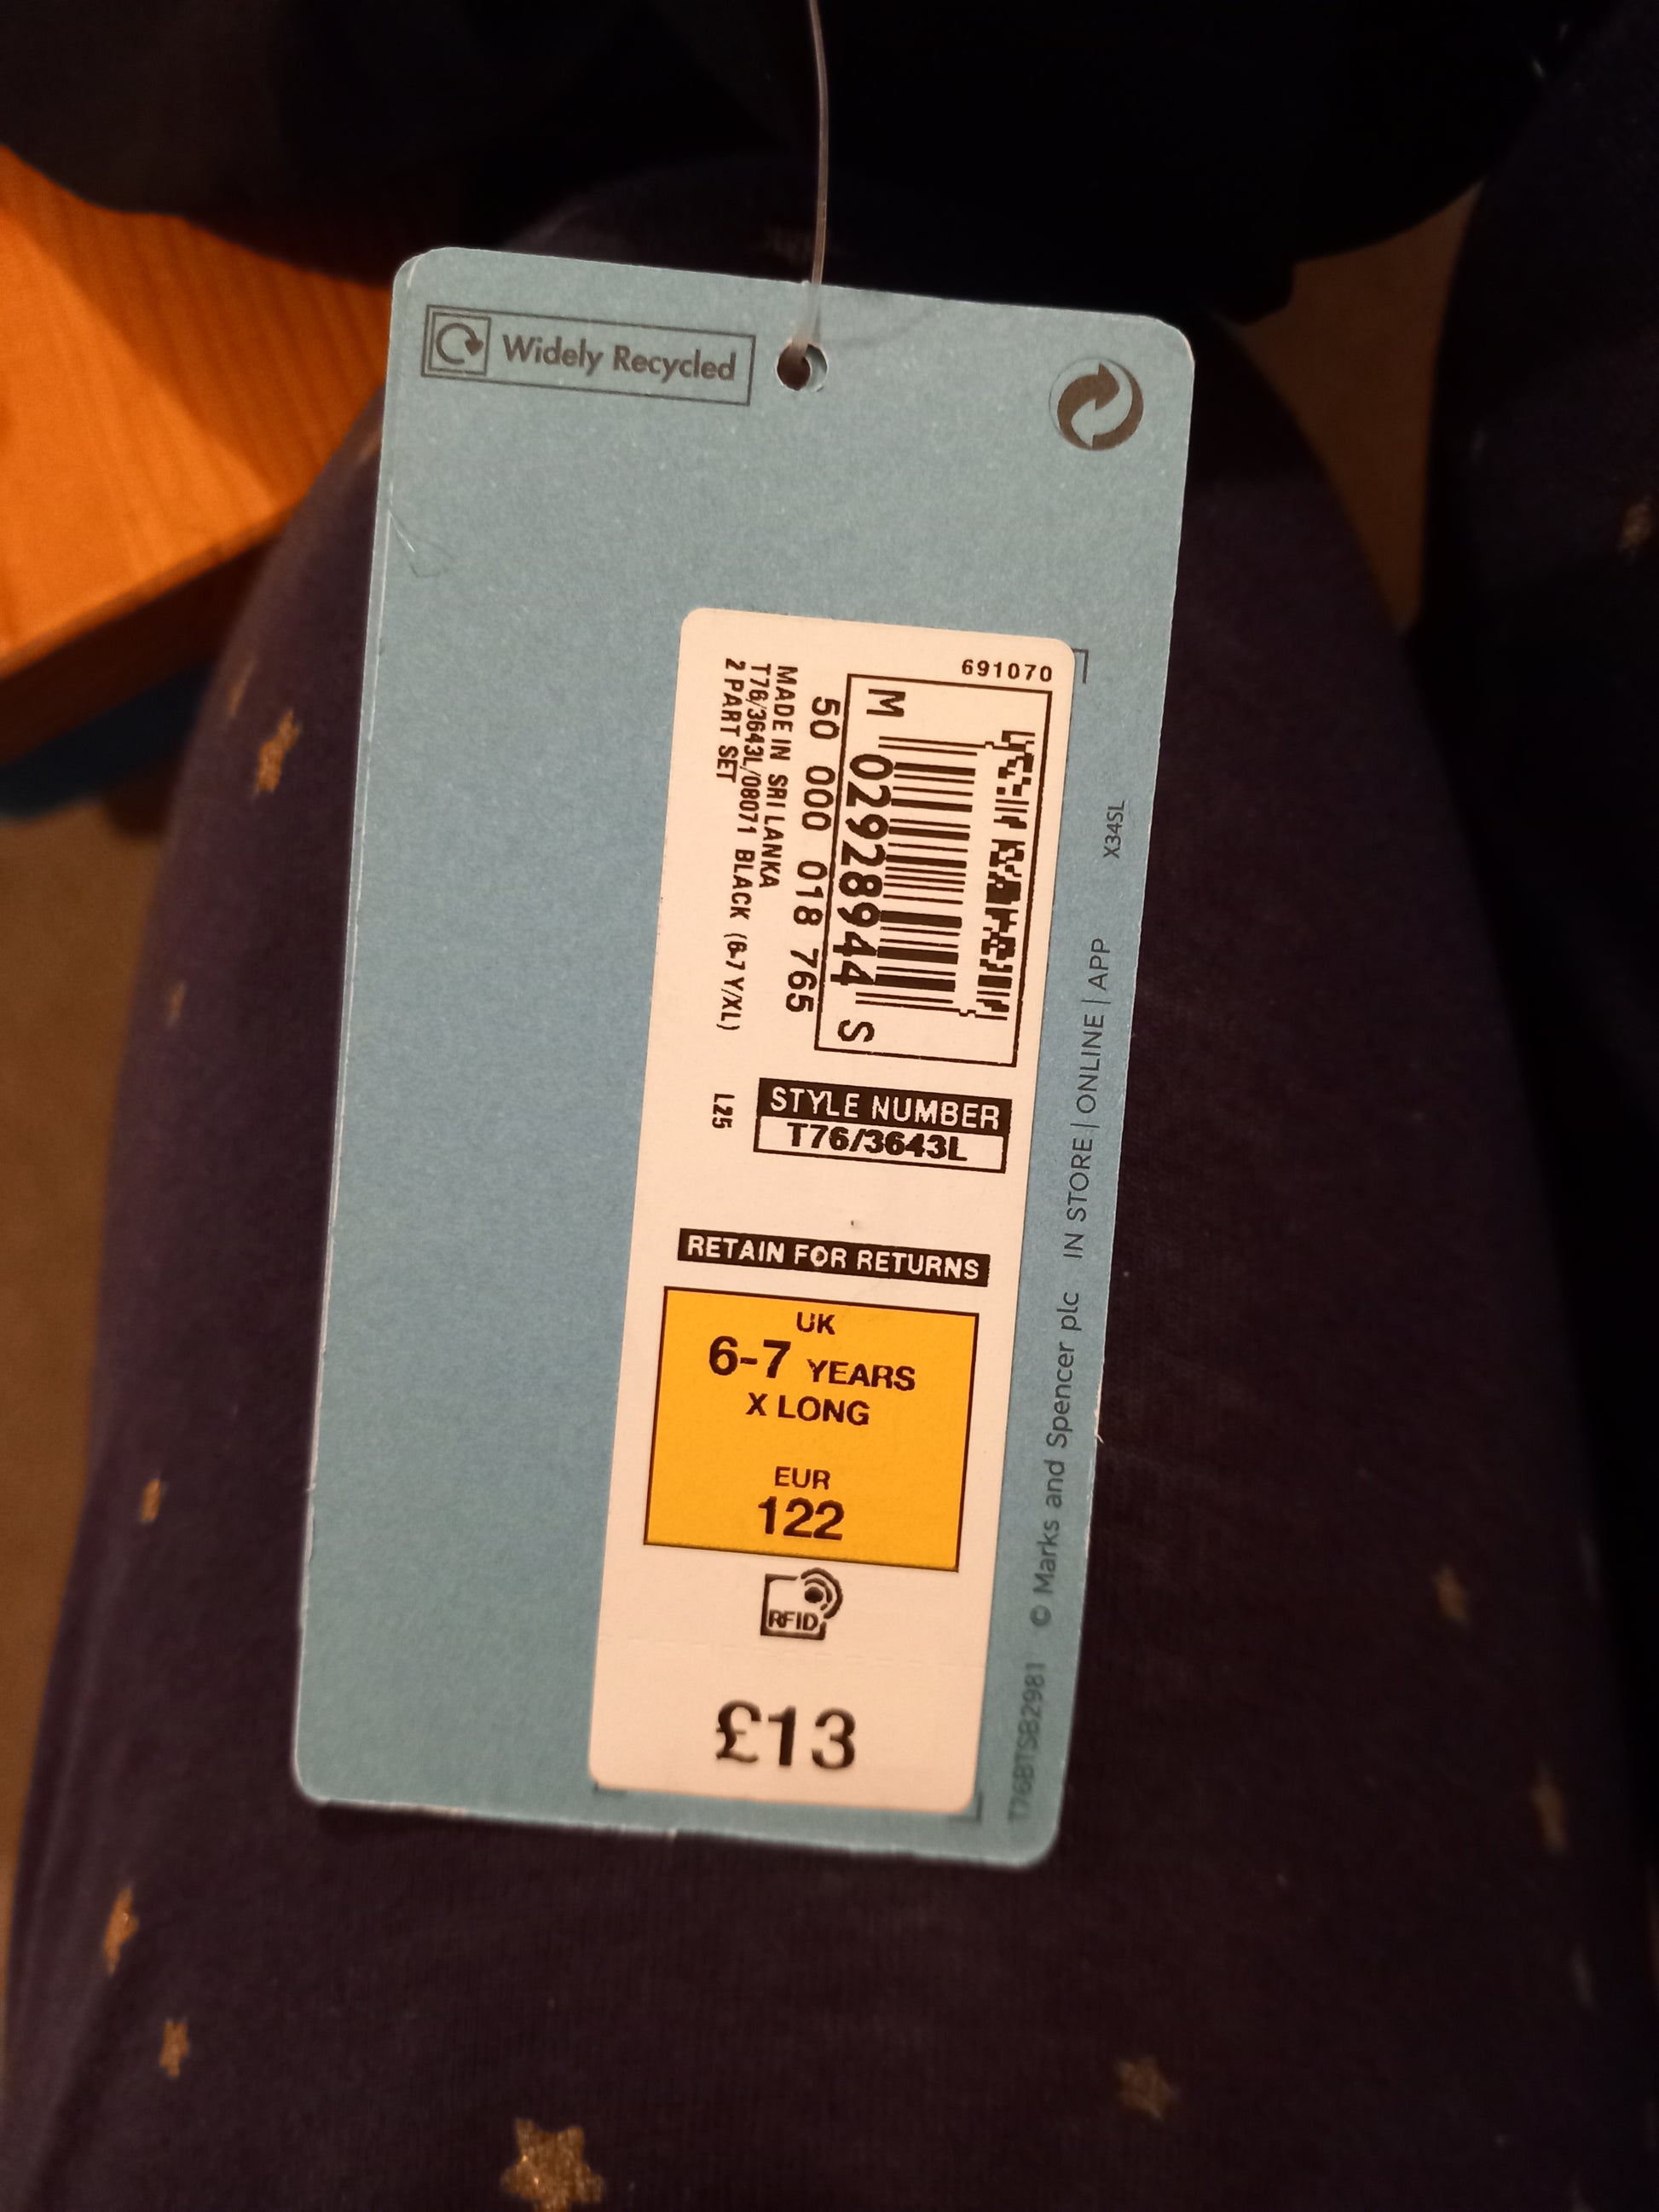 Widely Recycled
691070
M 02928944 S
50 000 018 765
MADE IN SRI LANKA
T76/3643L/08071 BLACK (6-7 Y/XL)
2 PART SET
L25
STYLE NUMBER
T76/3643L
RETAIN FOR RETURNS
UK
6-7 YEARS
X LONG
EUR
122
RFID
£13
T76BTSB2981 © Marks and Spencer plc IN STORE | ONLINE | APP X34SL